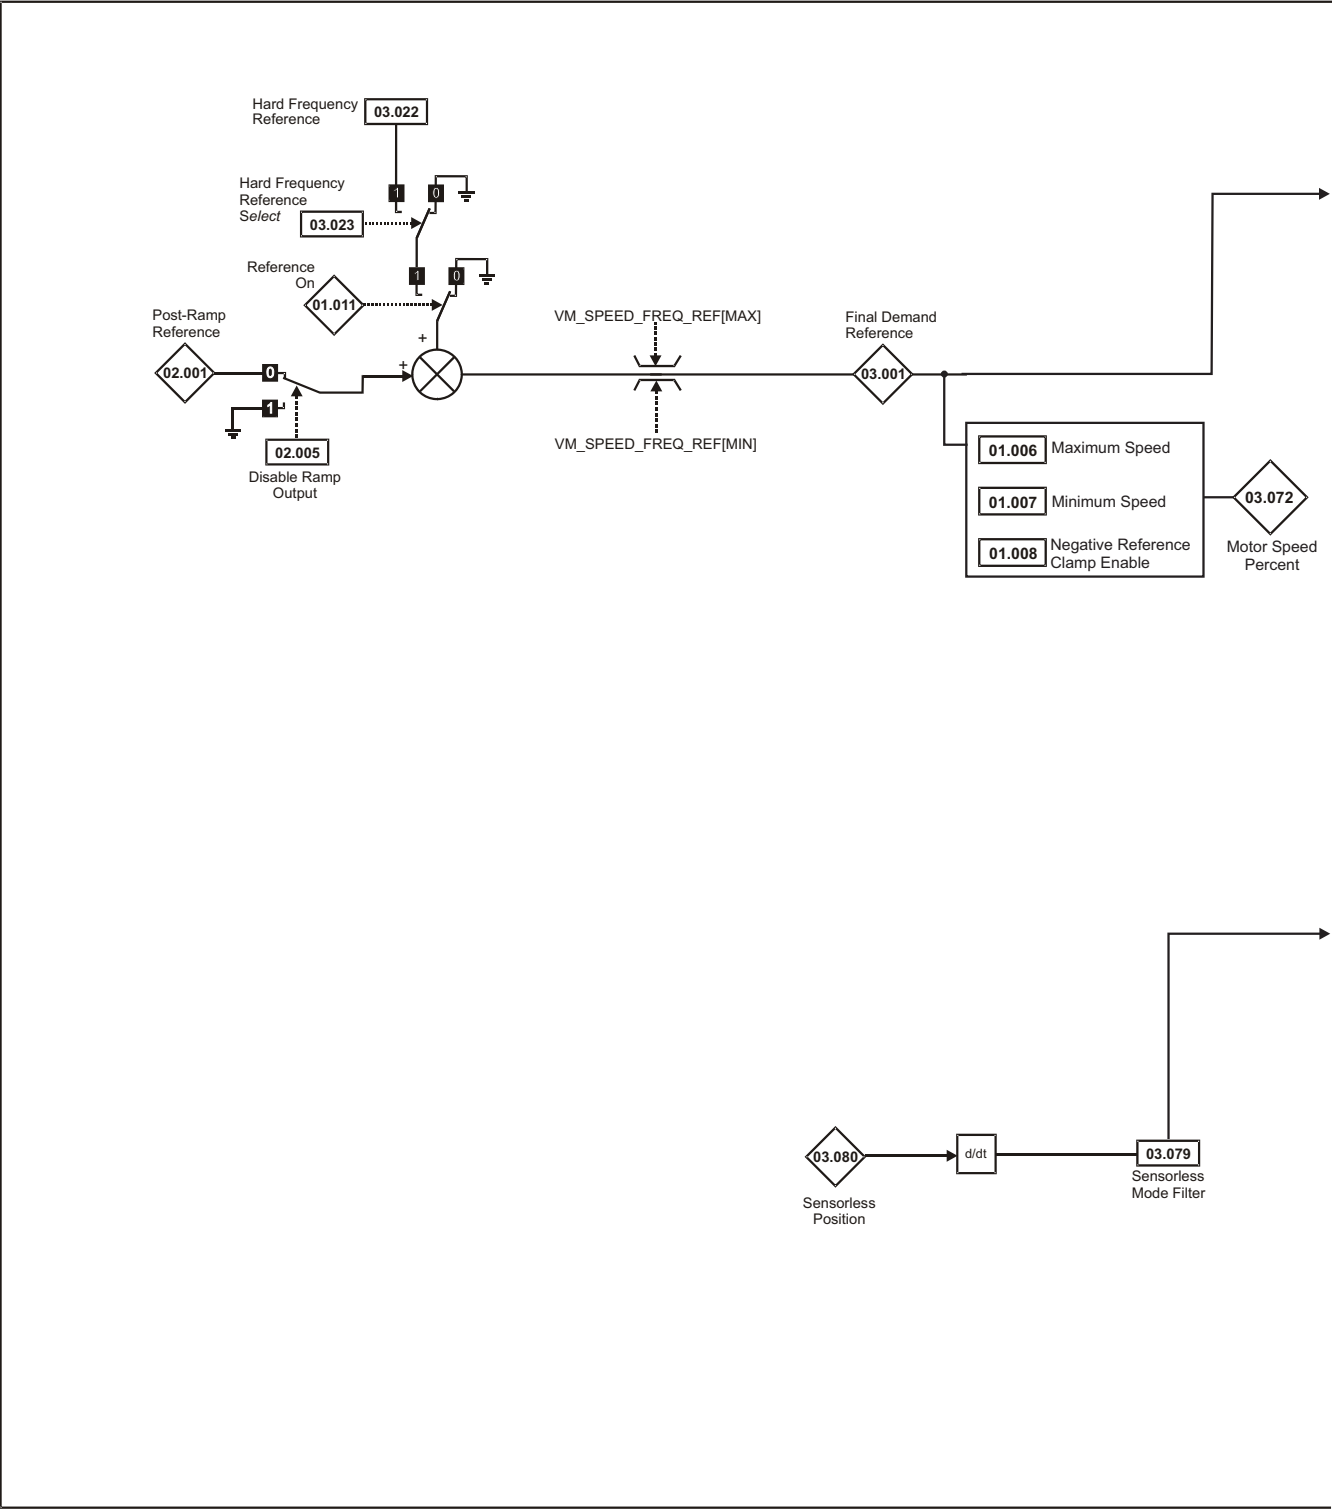 Hard Frequency
Reference
03.022
1
0
Hard Frequency
Reference
Select
03.023
1
0
Reference
On
01.011
Post-Ramp
Reference
02.001
0
1
02.005
Disable Ramp
Output
+
+
VM_SPEED_FREQ_REF[MAX]
VM_SPEED_FREQ_REF[MIN]
Final Demand
Reference
03.001
01.006
Maximum Speed
01.007
Minimum Speed
01.008
Negative Reference
Clamp Enable
03.072
Motor Speed
Percent
03.080
Sensorless
Position
d/dt
03.079
Sensorless
Mode Filter